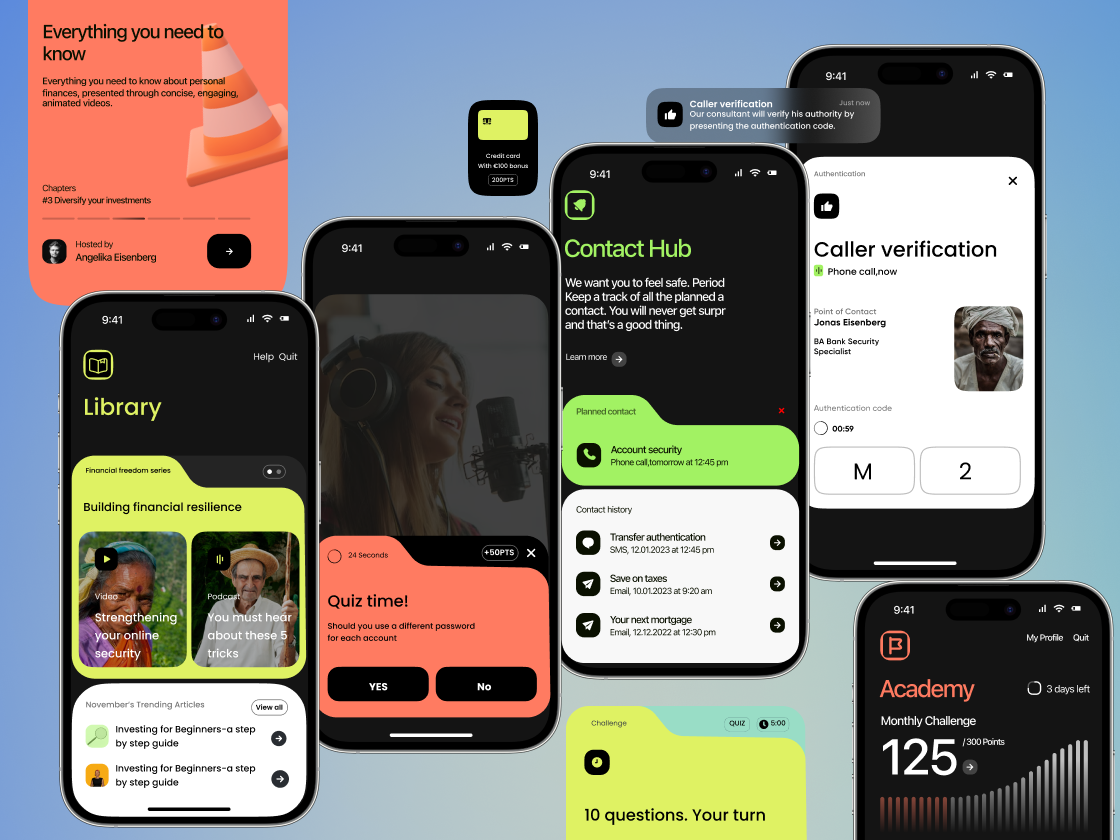 Everything you need to
know
Everything you need to know about personal
finances, presented through concise, engaging,
animated videos.
Chapters
#3 Diversify your investments
Hosted by
Angelika Eisenberg
Credit card
With €100 bonus
200PTS
Caller verification
Just now
Our consultant will verify his authority by
presenting the authentication code.
9:41
Authentication
Caller verification
Phone call,now
Point of Contact
Jonas Eisenberg
BA Bank Security
Specialist
Authentication code
00:59
M
2
9:41
Contact Hub
We want you to feel safe. Period
Keep a track of all the planned a
contact. You will never get surpr
and that's a good thing.
Learn more
Planned contact
Account security
Phone call,tomorrow at 12:45 pm
Contact history
Transfer authentication
SMS, 12.01.2023 at 12:45 pm
Save on taxes
Email, 10.01.2023 at 9:20 am
Your next mortgage
Email, 12.12.2022 at 12:30 pm
9:41
24 Seconds
+50PTS
Quiz time!
Should you use a different password
for each account
YES
No
9:41
Help Quit
Library
Financial freedom series
Building financial resilience
Video
Strengthening
your online
security
Podcast
You must hear
about these 5
tricks
November's Trending Articles
View all
Investing for Beginners-a step
by step guide
Investing for Beginners-a step
by step guide
Challenge
QUIZ
5:00
10 questions. Your turn
9:41
My Profile Quit
Academy
3 days left
Monthly Challenge
125
/ 300 Points